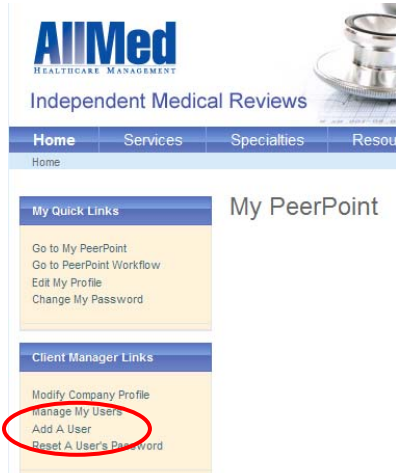 AllMed
HEALTHCARE MANAGEMENT
Independent Medical Reviews
Home Services Specialties Resou
Home
My Quick Links
My PeerPoint
Go to My PeerPoint
Go to PeerPoint Workflow
Edit My Profile
Change My Password
Client Manager Links
Modify Company Profile
Manage My Users
Add A User
Reset A User's Password